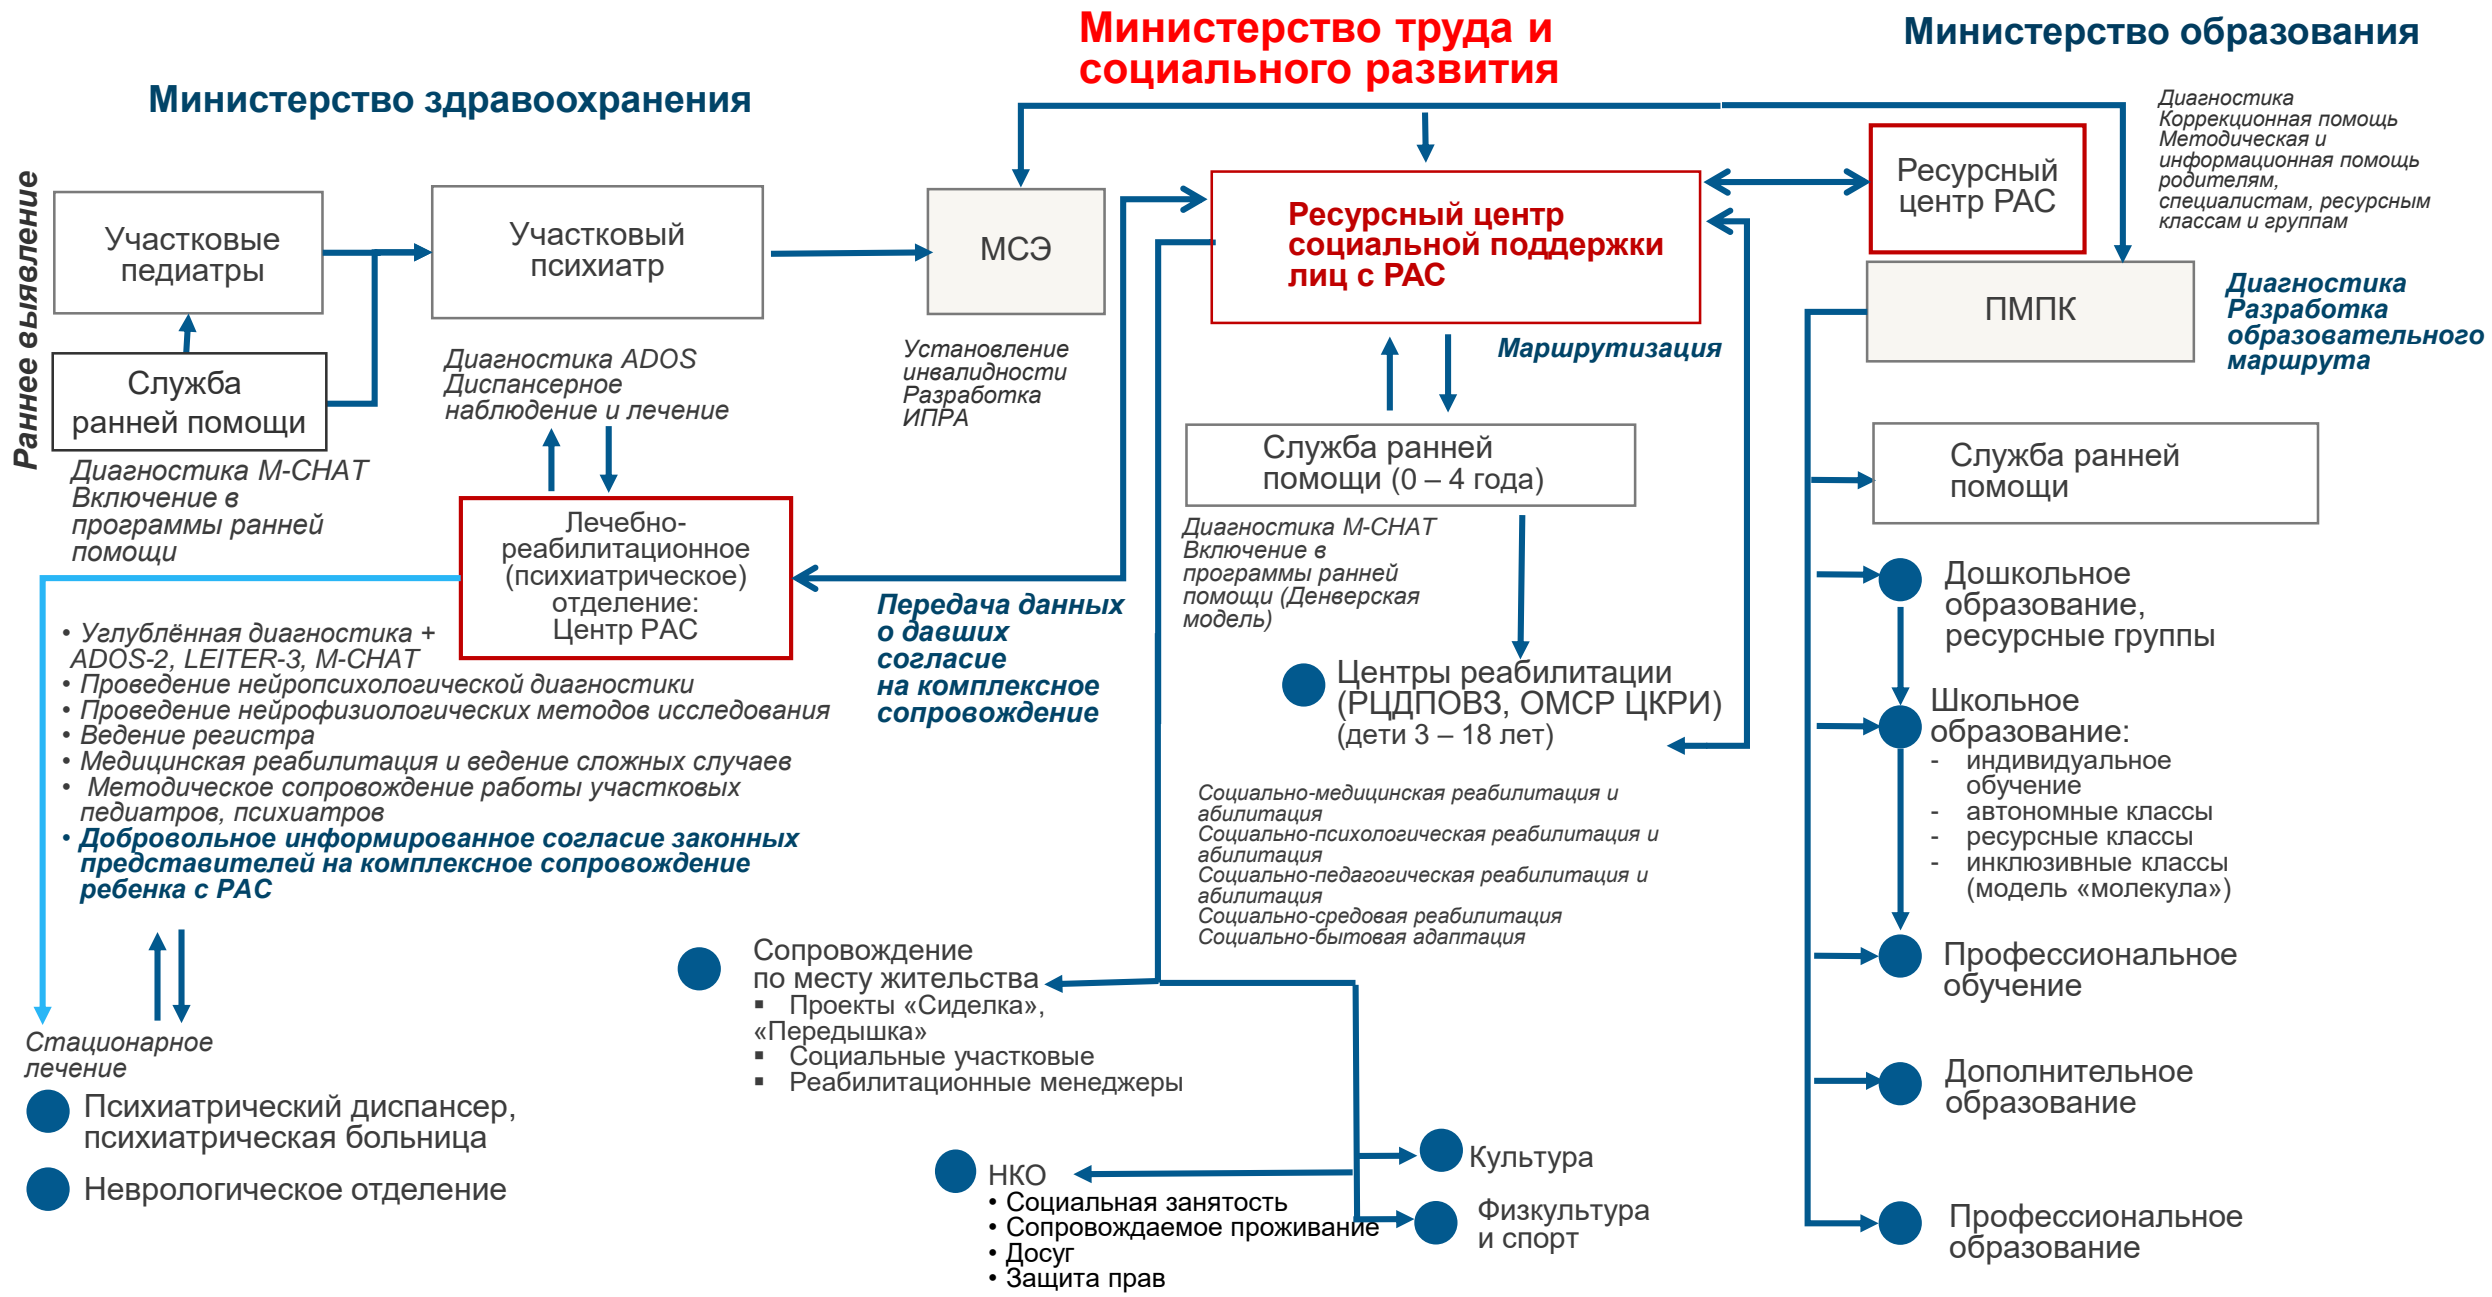 Министерство труда и
социального развития
Министерство образования
Министерство здравоохранения
Раннее выявление
Участковые
педиатры
Служба
ранней помощи
Диагностика M-CHAT
Включение в
программы ранней
помощи
Участковый
психиатр
Диагностика ADOS
Диспансерное
наблюдение и лечение
Лечебно-
реабилитационное
(психиатрическое)
отделение:
Центр РАС
• Углублённая диагностика +
ADOS-2, LEITER-3, M-CHAT
• Проведение нейропсихологической диагностики
• Проведение нейрофизиологических методов исследования
• Ведение регистра
• Медицинская реабилитация и ведение сложных случаев
• Методическое сопровождение работы участковых
педиатров, психиатров
• Добровольное информированное согласие законных
представителей на комплексное сопровождение
ребенка с РАС
Стационарное
лечение
Психиатрический диспансер,
психиатрическая больница
Неврологическое отделение
МСЭ
Установление
инвалидности
Разработка
ИПРА
Передача данных
о давших
согласие
на комплексное
сопровождение
Ресурсный центр
социальной поддержки
лиц с РАС
Маршрутизация
Служба ранней
помощи (0 – 4 года)
Диагностика M-CHAT
Включение в
программы ранней
помощи (Денверская
модель)
Центры реабилитации
(РЦДПОВЗ, ОМСР ЦКРИ)
(дети 3 – 18 лет)
Социально-медицинская реабилитация и
абилитация
Социально-психологическая реабилитация и
абилитация
Социально-педагогическая реабилитация и
абилитация
Социально-средовая реабилитация
Социально-бытовая адаптация
Сопровождение
по месту жительства
▪ Проекты «Сиделка»,
«Передышка»
▪ Социальные участковые
▪ Реабилитационные менеджеры
НКО
• Социальная занятость
• Сопровождаемое проживание
• Досуг
• Защита прав
Культура
Физкультура
и спорт
Ресурсный
центр РАС
Диагностика
Коррекционная помощь
Методическая и
информационная помощь
родителям,
специалистам, ресурсным
классам и группам
ПМПК
Диагностика
Разработка
образовательного
маршрута
Служба ранней
помощи
Дошкольное
образование,
ресурсные группы
Школьное
образование:
- индивидуальное
обучение
- автономные классы
- ресурсные классы
- инклюзивные классы
(модель «молекула»)
Профессиональное
обучение
Дополнительное
образование
Профессиональное
образование